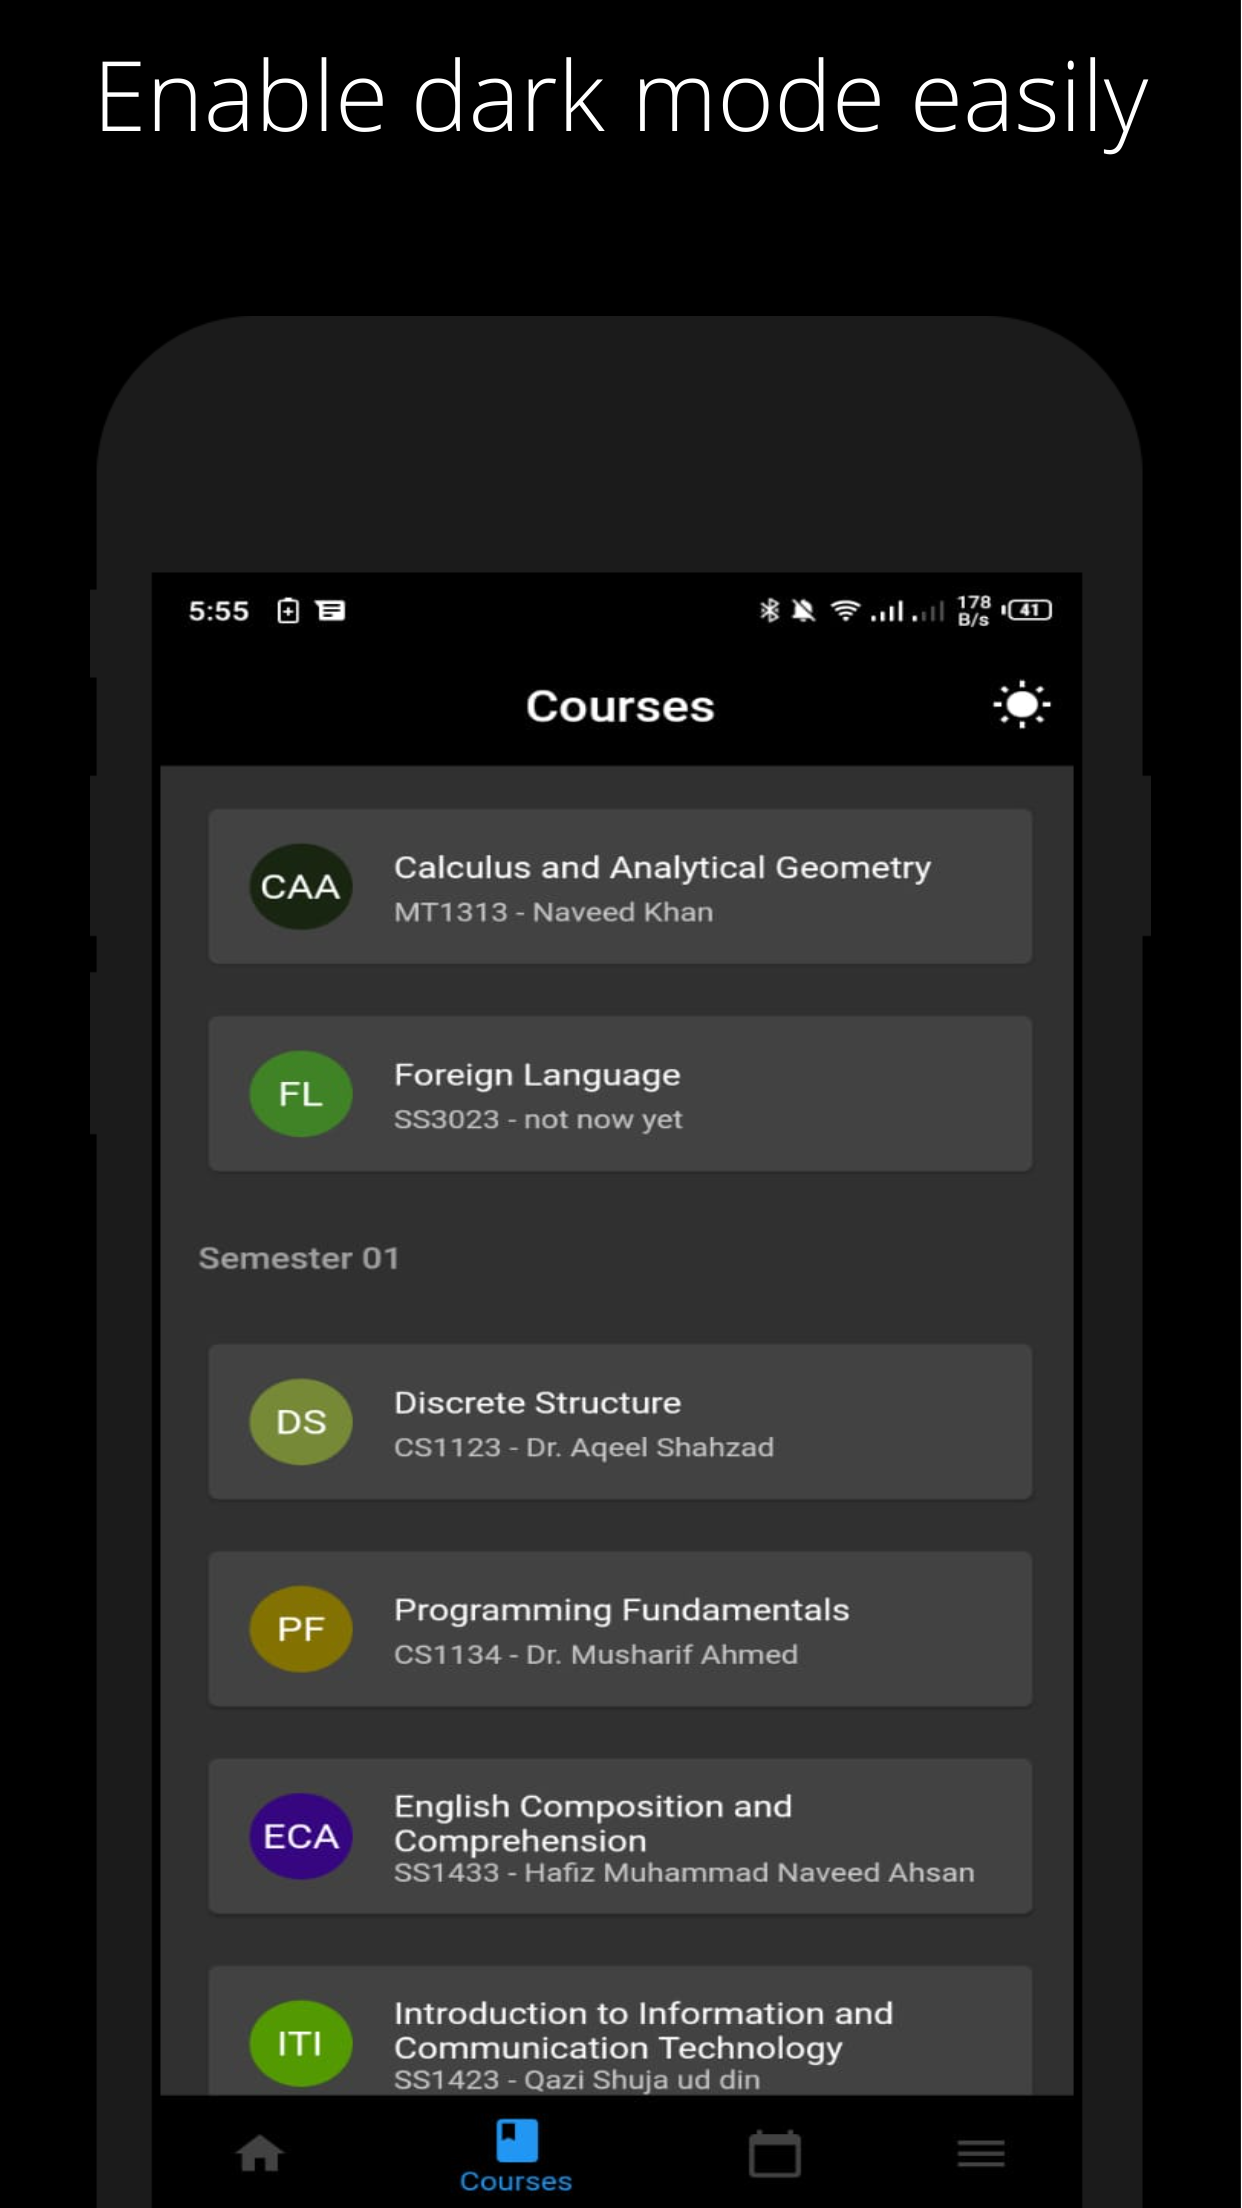 Enable dark mode easily
5:55
178
B/s
41
Courses
CAA
Calculus and Analytical Geometry
MT1313 - Naveed Khan
FL
Foreign Language
SS3023 - not now yet
Semester 01
DS
Discrete Structure
CS1123 - Dr. Aqeel Shahzad
PF
Programming Fundamentals
CS1134 - Dr. Musharif Ahmed
ECA
English Composition and
Comprehension
SS1433 - Hafiz Muhammad Naveed Ahsan
ITI
Introduction to Information and
Communication Technology
SS1423 - Qazi Shuja ud din
Courses